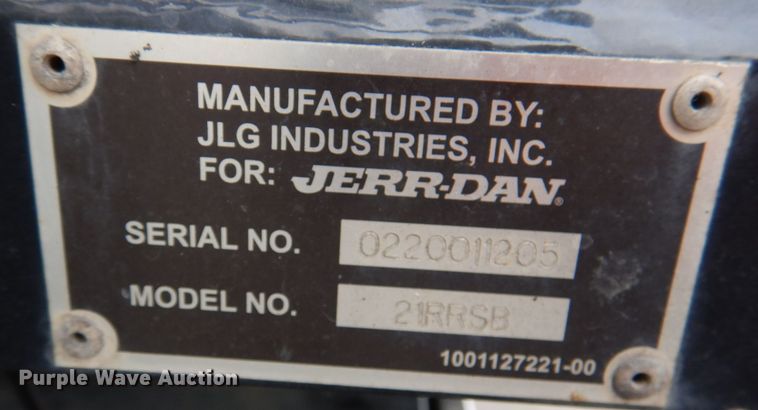 MANUFACTURED BY:
JLG INDUSTRIES, INC.
FOR: JERR-DAN®
SERIAL NO. 0220011205
MODEL NO. 21RRSB
1001127221-00
Purple Wave Auction